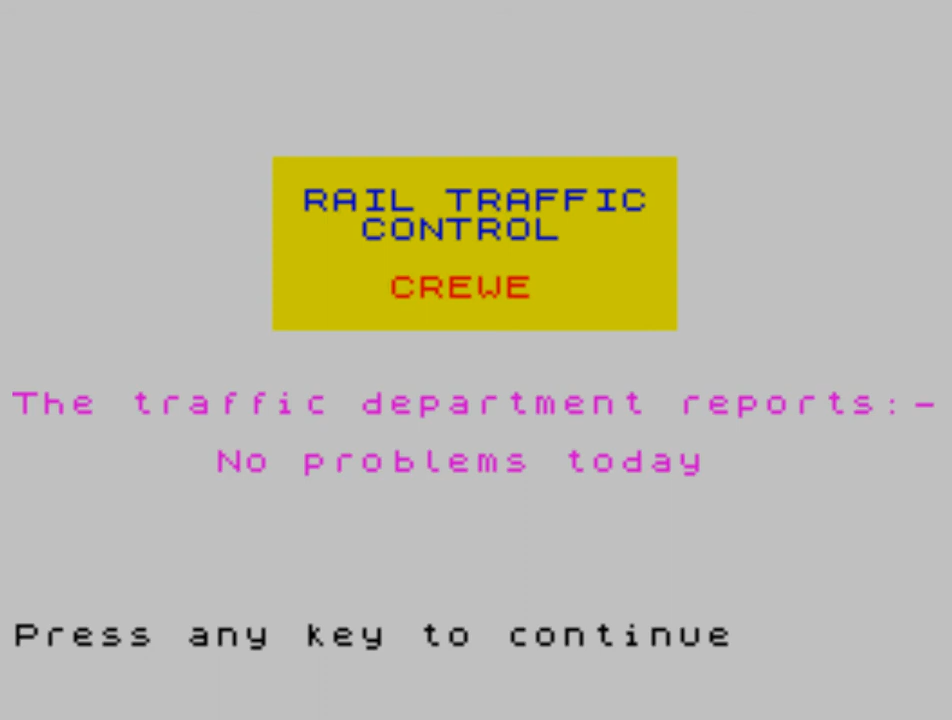 RAIL TRAFFIC
CONTROL
CREWE
The traffic department reports:-
No problems today
Press any key to continue